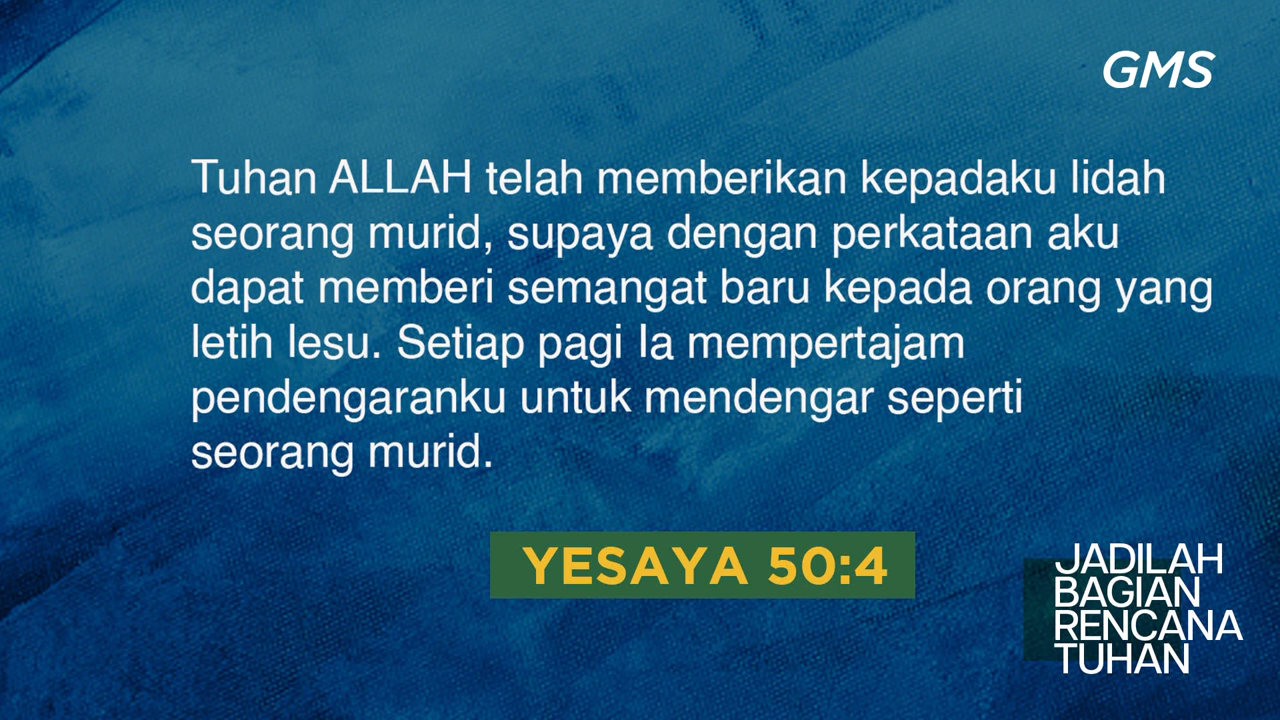 GMS
Tuhan ALLAH telah memberikan kepadaku lidah
seorang murid, supaya dengan perkataan aku
dapat memberi semangat baru kepada orang yang
letih lesu. Setiap pagi Ia mempertajam
pendengaranku untuk mendengar seperti
seorang murid.
YESAYA 50:4
JADILAH
BAGIAN
RENCANA
TUHAN